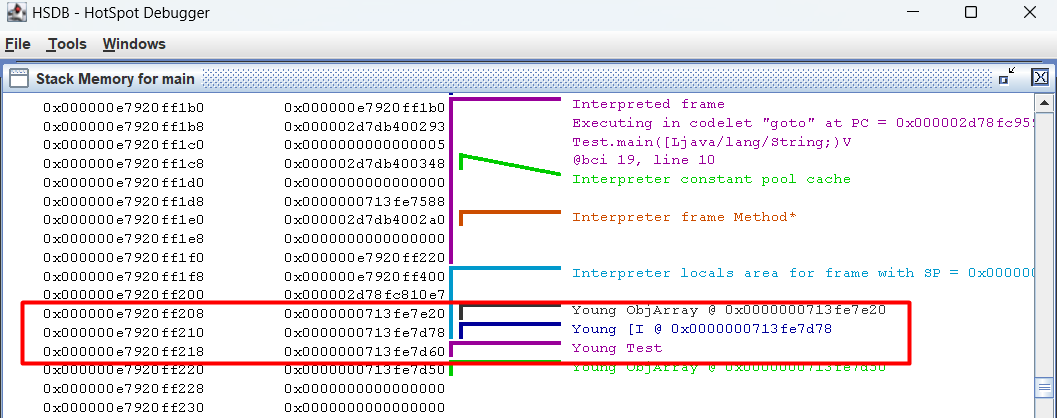 HSDB - HotSpot Debugger
File Tools Windows
Stack Memory for main
0x000000e7920ff1b0 0x000000e7920ff1b0 Interpreted frame
0x000000e7920ff1b8 0x000002d7db400293 Executing in codelet "goto" at PC = 0x000002d78fc95
0x000000e7920ff1c0 0x0000000000000005 Test.main([Ljava/lang/String;)V
0x000000e7920ff1c8 0x000002d7db400348 @bci 19, line 10
0x000000e7920ff1d0 0x0000000000000000 Interpreter constant pool cache
0x000000e7920ff1d8 0x0000000713fe7588
0x000000e7920ff1e0 0x000002d7db4002a0 Interpreter frame Method*
0x000000e7920ff1e8 0x0000000000000000
0x000000e7920ff1f0 0x000000e7920ff220
0x000000e7920ff1f8 0x000000e7920ff400 Interpreter locals area for frame with SP = 0x000000
0x000000e7920ff200 0x000002d78fc810e7
0x000000e7920ff208 0x0000000713fe7e20 Young ObjArray @ 0x0000000713fe7e20
0x000000e7920ff210 0x0000000713fe7d78 Young [I @ 0x0000000713fe7d78
0x000000e7920ff218 0x0000000713fe7d60 Young Test
0x000000e7920ff220 0x0000000713fe7d50 Young ObjArray @ 0x0000000713fe7d50
0x000000e7920ff228 0x0000000000000000
0x000000e7920ff230 0x0000000000000000